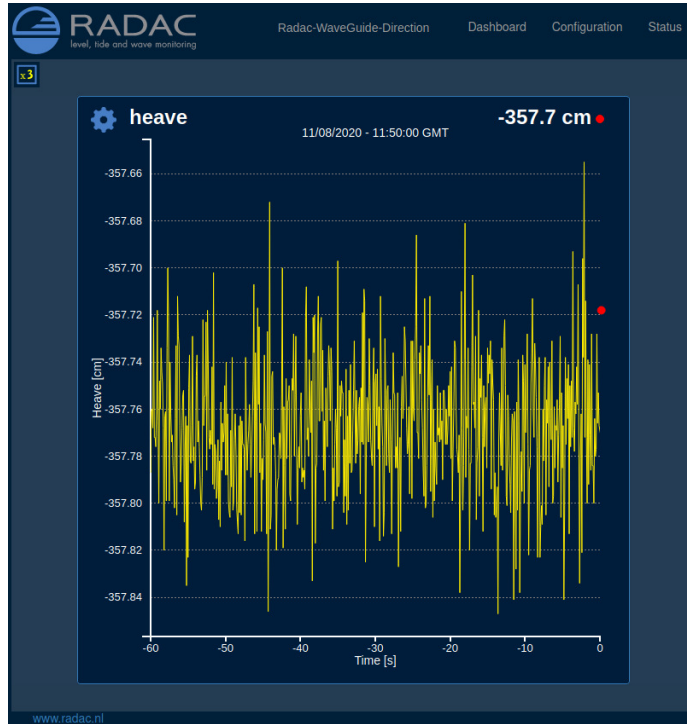 RADAC
level, tide and wave monitoring
Radac-WaveGuide-Direction Dashboard Configuration Status
x3
heave
-357.7 cm
11/08/2020 - 11:50:00 GMT
-357.66
-357.68
-357.70
-357.72
-357.74
-357.76
-357.78
-357.80
-357.82
-357.84
Heave [cm]
-60 -50 -40 -30 -20 -10 0
Time [s]
www.radac.nl